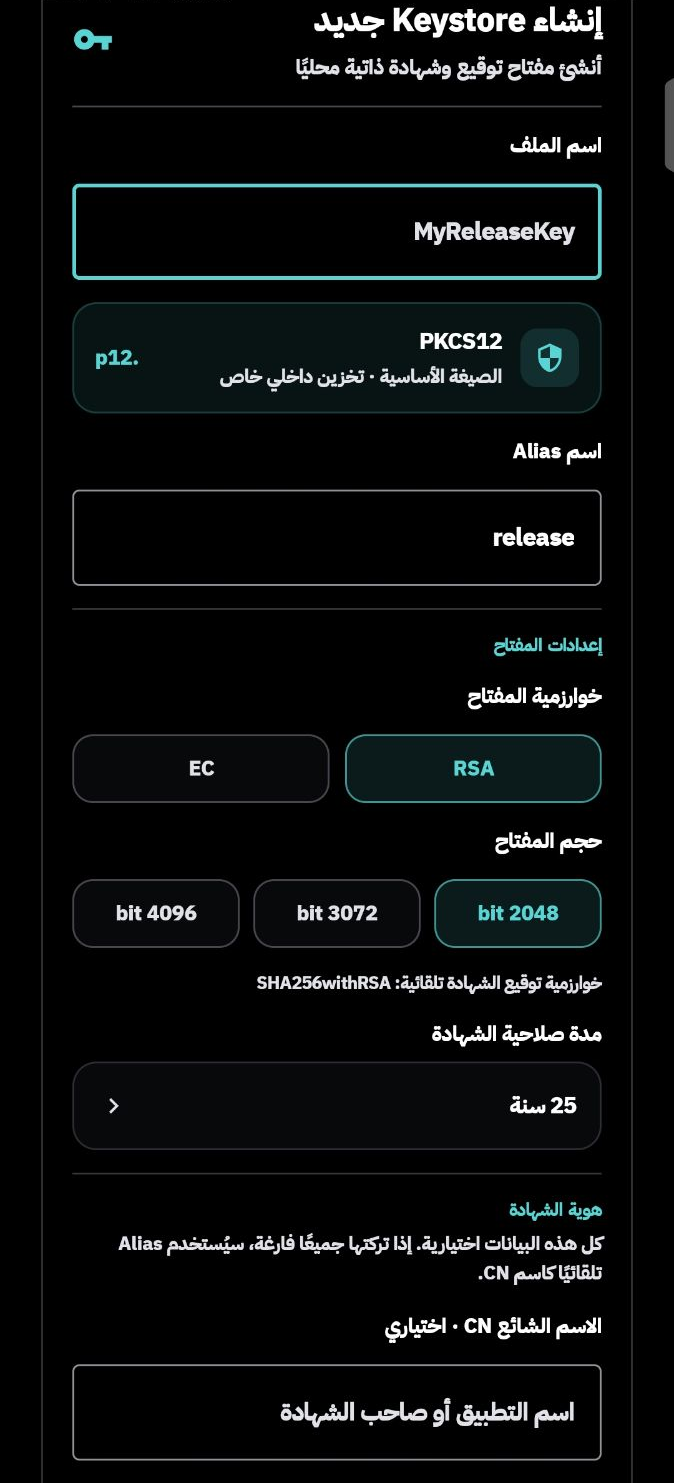 إنشاء Keystore جديد
أنشئ مفتاح توقيع وشهادة ذاتية محليًا
اسم الملف
MyReleaseKey
PKCS12
الصيغة الأساسية · تخزين داخلي خاص
.p12
اسم Alias
release
إعدادات المفتاح
خوارزمية المفتاح
RSA
EC
حجم المفتاح
2048 bit
3072 bit
4096 bit
خوارزمية توقيع الشهادة تلقائية: SHA256withRSA
مدة صلاحية الشهادة
25 سنة
هوية الشهادة
كل هذه البيانات اختيارية. إذا تركتها جميعًا فارغة، سيُستخدم Alias
تلقائيًا كاسم CN.
الاسم الشائع CN · اختياري
اسم التطبيق أو صاحب الشهادة